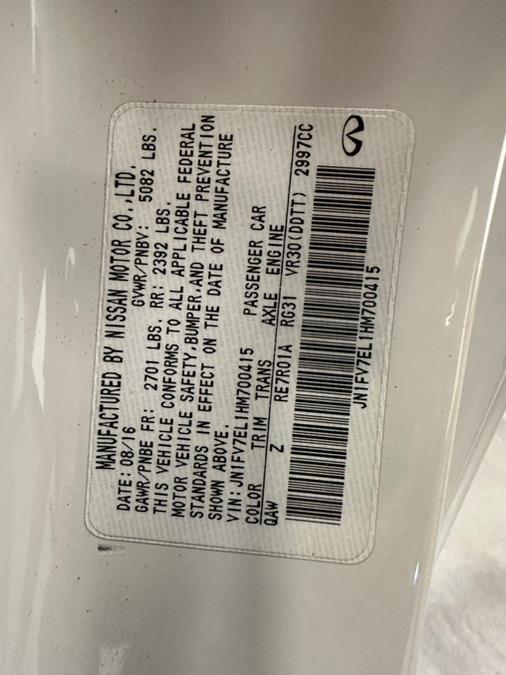 MANUFACTURED BY NISSAN MOTOR CO.,LTD.
DATE: 08/16 GVWR/PNBV: 5082 LBS.
GAWR/PNBE FR: 2701 LBS. RR: 2392 LBS.
THIS VEHICLE CONFORMS TO ALL APPLICABLE FEDERAL
MOTOR VEHICLE SAFETY,BUMPER,AND THEFT PREVENTION
STANDARDS IN EFFECT ON THE DATE OF MANUFACTURE
SHOWN ABOVE.
VIN:JN1FV7EL1HM700415 PASSENGER CAR
COLOR TRIM TRANS AXLE ENGINE
QAW Z RE7R01A RG31 VR30(DDTT) 2997CC
JN1FV7EL1HM700415